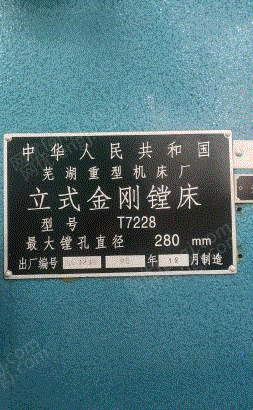 中华人民共和国
芜湖重型机床厂
立式金刚镗床
型号 T7228
最大镗孔直径 280 mm
出厂编号 年 12 月制造